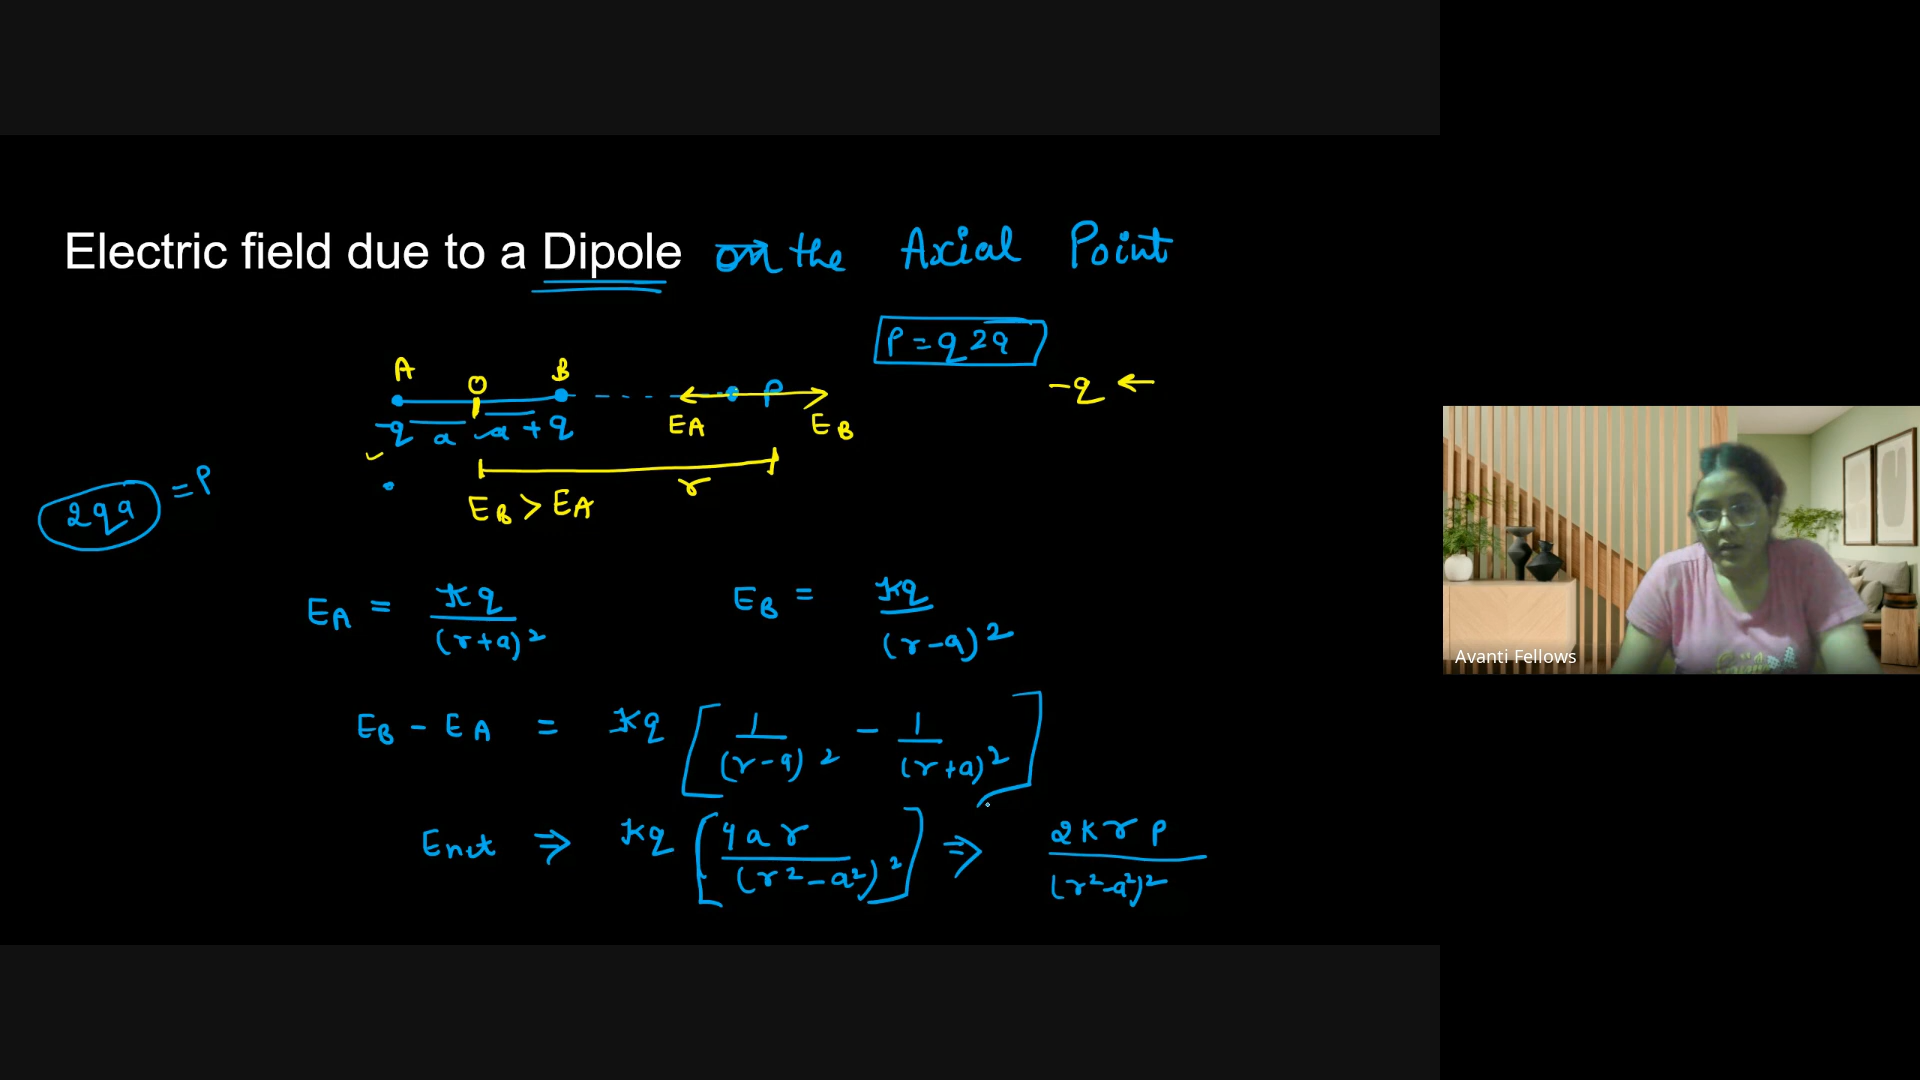 Electric field due to a Dipole on the Axial Point
P = q 2a
A O B P
-q ←
EA EB
-q a a +q
r
2qa = P
EB > EA
EA = kq/(r+a)²
EB = kq/(r-a)²
EB - EA = kq [1/(r-a)² - 1/(r+a)²]
Enet ⇒ kq [4ar/(r²-a²)²] ⇒ 2krp/(r²-a²)²
Avanti Fellows